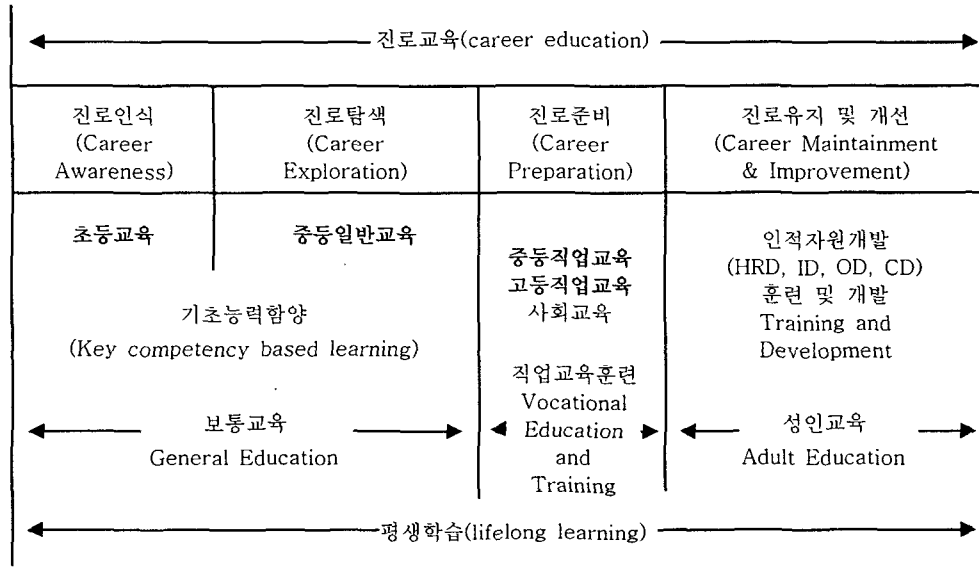 진로교육(career education)
진로인식
(Career
Awareness)
진로탐색
(Career
Exploration)
진로준비
(Career
Preparation)
진로유지 및 개선
(Career Maintainment
& Improvement)
초등교육
중등일반교육
기초능력함양
(Key competency based learning)
중등직업교육
고등직업교육
사회교육
인적자원개발
(HRD, ID, OD, CD)
훈련 및 개발
Training and
Development
보통교육
General Education
직업교육훈련
Vocational
Education
and
Training
성인교육
Adult Education
평생학습(lifelong learning)